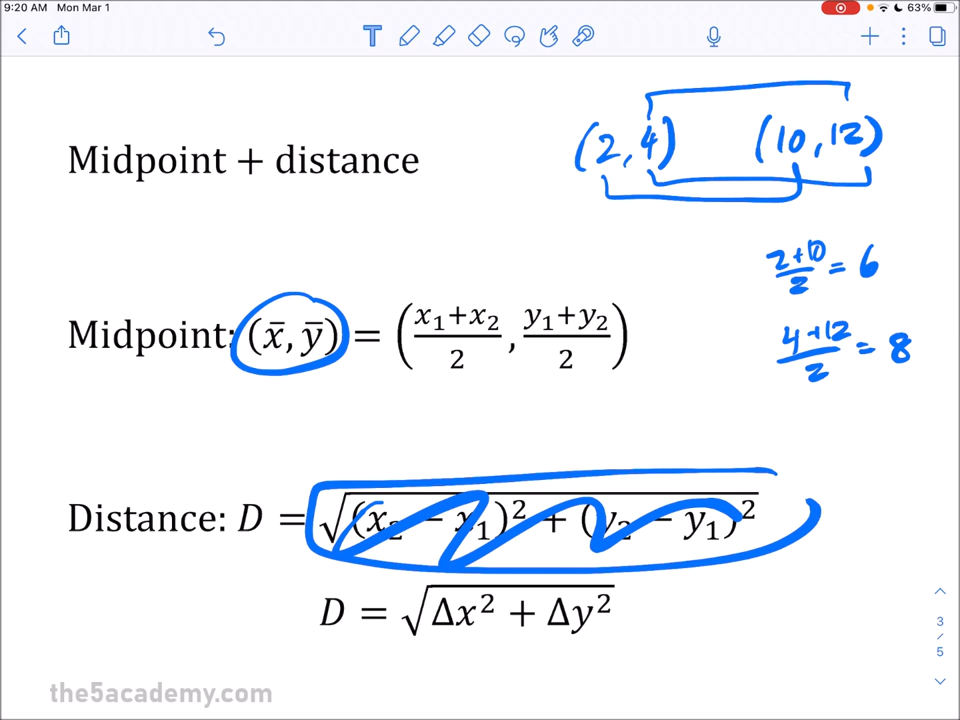 9:20 AM Mon Mar 1 63%
T
Midpoint + distance
(2,4) (10,12)
(2+10)/2 = 6
Midpoint: (x̄, ȳ) = ((x₁+x₂)/2, (y₁+y₂)/2)
(4+12)/2 = 8
Distance: D = √((x₂ − x₁)² + (y₂ − y₁)²)
D = √(Δx² + Δy²)
3
/
5
the5academy.com